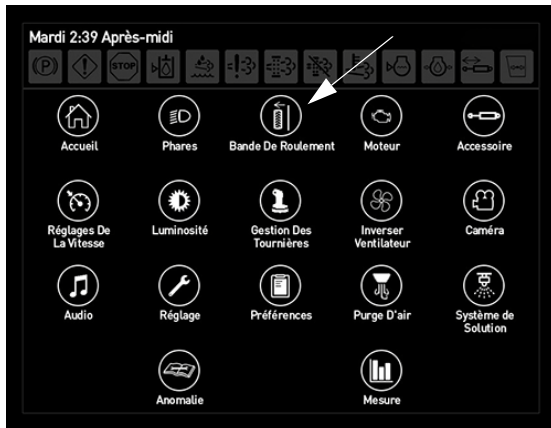 Mardi 2:39 Après-midi
(P) STOP
Accueil Phares Bande De Roulement Moteur Accessoire
Réglages De La Vitesse Luminosité Gestion Des Tournières Inverser Ventilateur Caméra
Audio Réglage Préférences Purge D'air Système de Solution
Anomalie Mesure